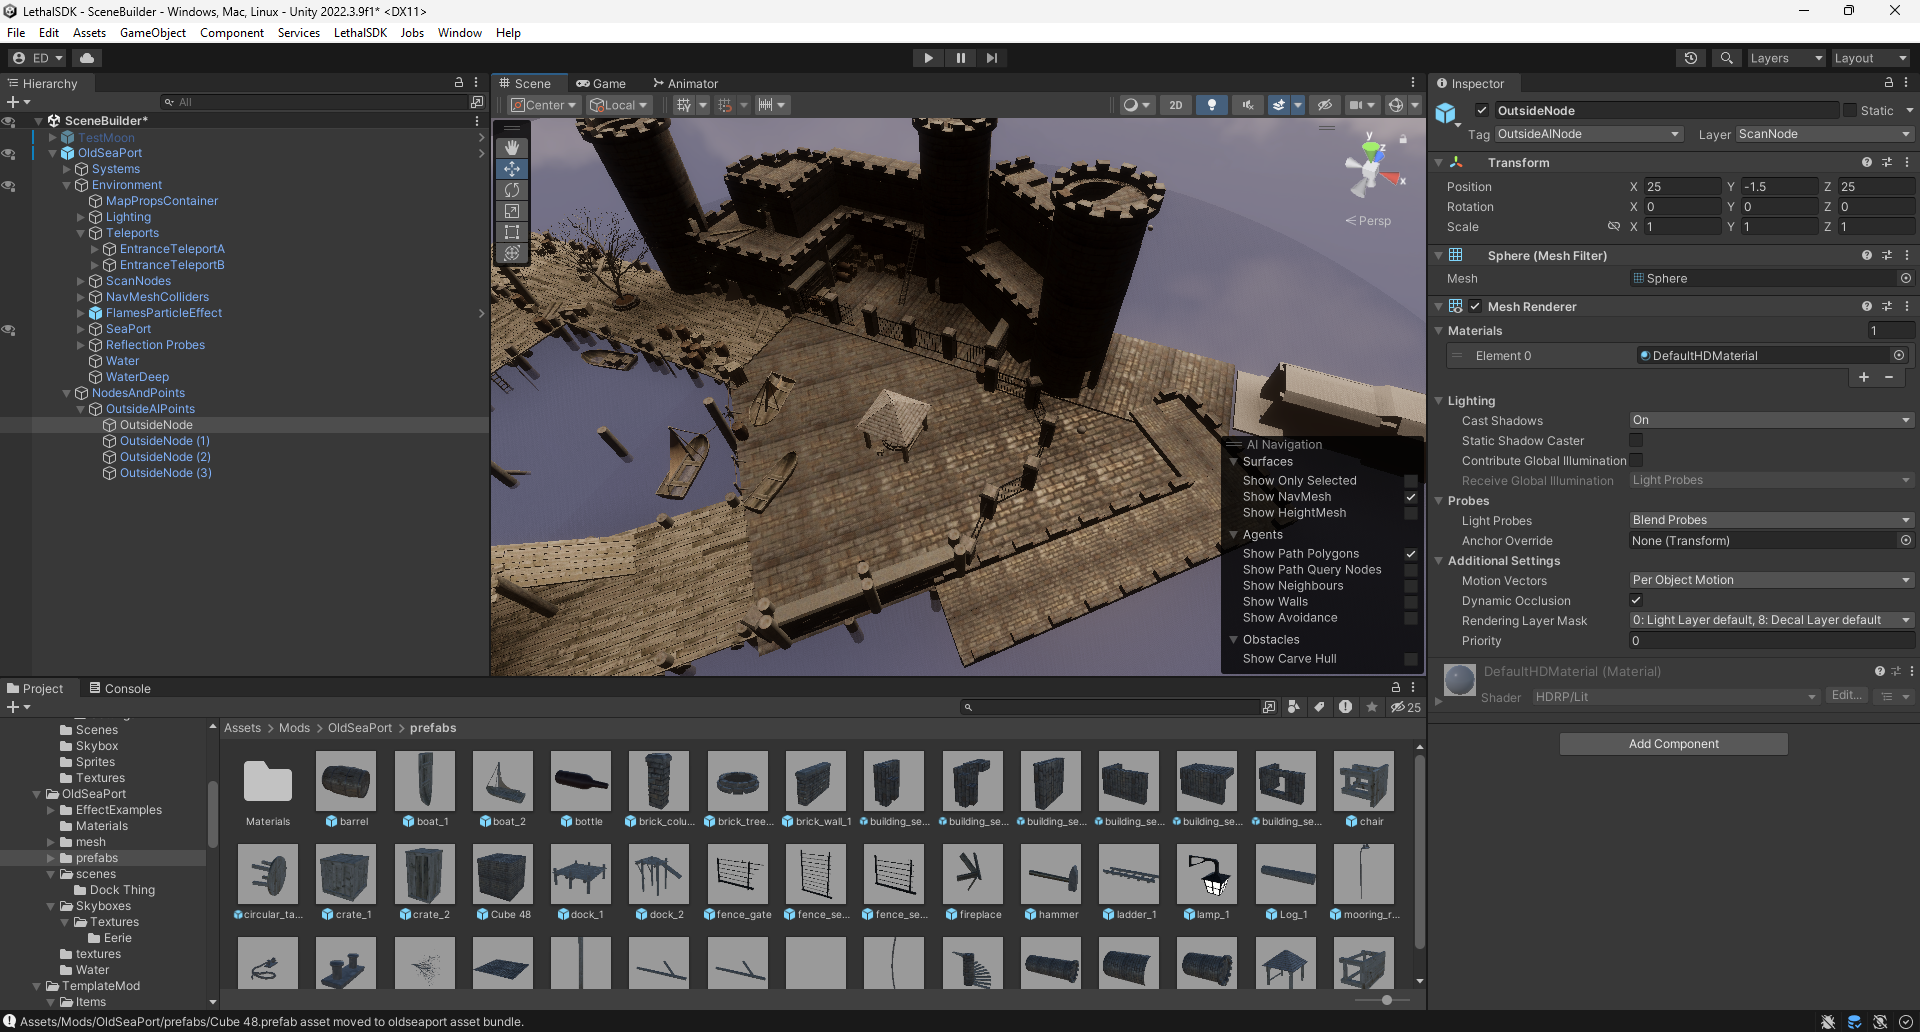 LethalSDK - SceneBuilder - Windows, Mac, Linux - Unity 2022.3.9f1* <DX11>
File Edit Assets GameObject Component Services LethalSDK Jobs Window Help
ED
Layers
Layout
Hierarchy
All
SceneBuilder*
TestMoon
OldSeaPort
Systems
Environment
MapPropsContainer
Lighting
Teleports
EntranceTeleportA
EntranceTeleportB
ScanNodes
NavMeshColliders
FlamesParticleEffect
SeaPort
Reflection Probes
Water
WaterDeep
NodesAndPoints
OutsideAIPoints
OutsideNode
OutsideNode (1)
OutsideNode (2)
OutsideNode (3)
Scene
Game
Animator
Center
Local
2D
y
z
x
Persp
AI Navigation
Surfaces
Show Only Selected
Show NavMesh
Show HeightMesh
Agents
Show Path Polygons
Show Path Query Nodes
Show Neighbours
Show Walls
Show Avoidance
Obstacles
Show Carve Hull
Inspector
OutsideNode
Static
Tag OutsideAINode
Layer ScanNode
Transform
Position X 25 Y -1.5 Z 25
Rotation X 0 Y 0 Z 0
Scale X 1 Y 1 Z 1
Sphere (Mesh Filter)
Mesh Sphere
Mesh Renderer
Materials 1
Element 0 DefaultHDMaterial
Lighting
Cast Shadows On
Static Shadow Caster
Contribute Global Illumination
Receive Global Illumination Light Probes
Probes
Light Probes Blend Probes
Anchor Override None (Transform)
Additional Settings
Motion Vectors Per Object Motion
Dynamic Occlusion
Rendering Layer Mask 0: Light Layer default, 8: Decal Layer default
Priority 0
DefaultHDMaterial (Material)
Shader HDRP/Lit Edit...
Add Component
Project
Console
25
Scenes
Skybox
Sprites
Textures
OldSeaPort
EffectExamples
Materials
mesh
prefabs
scenes
Dock Thing
Skyboxes
Textures
Eerie
textures
Water
TemplateMod
Items
Assets > Mods > OldSeaPort > prefabs
Materials barrel boat_1 boat_2 bottle brick_colu... brick_tree... brick_wall_1 building_se... building_se... building_se... building_se... building_se... building_se... chair
circular_ta... crate_1 crate_2 Cube 48 dock_1 dock_2 fence_gate fence_se... fence_se... fireplace hammer ladder_1 lamp_1 Log_1 mooring_r...
Assets/Mods/OldSeaPort/prefabs/Cube 48.prefab asset moved to oldseaport asset bundle.